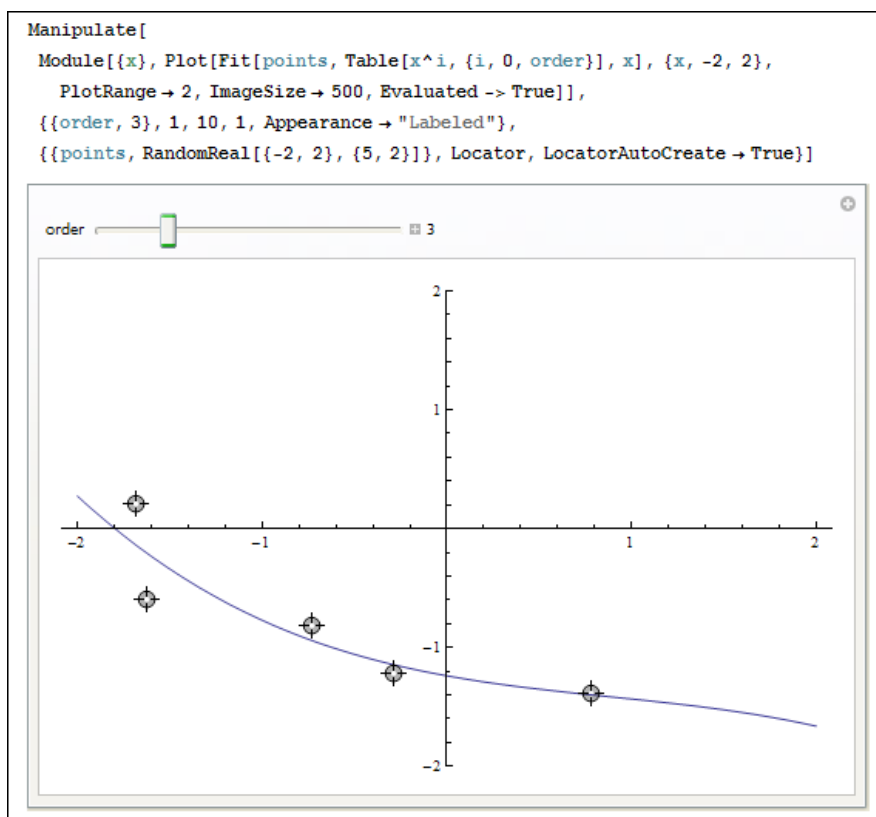 Manipulate[
Module[{x}, Plot[Fit[points, Table[x^i, {i, 0, order}], x], {x, -2, 2},
PlotRange → 2, ImageSize → 500, Evaluated -> True]],
{{order, 3}, 1, 10, 1, Appearance → "Labeled"},
{{points, RandomReal[{-2, 2}, {5, 2}]}, Locator, LocatorAutoCreate → True}]
order 3
2
1
-2 -1 1 2
-1
-2